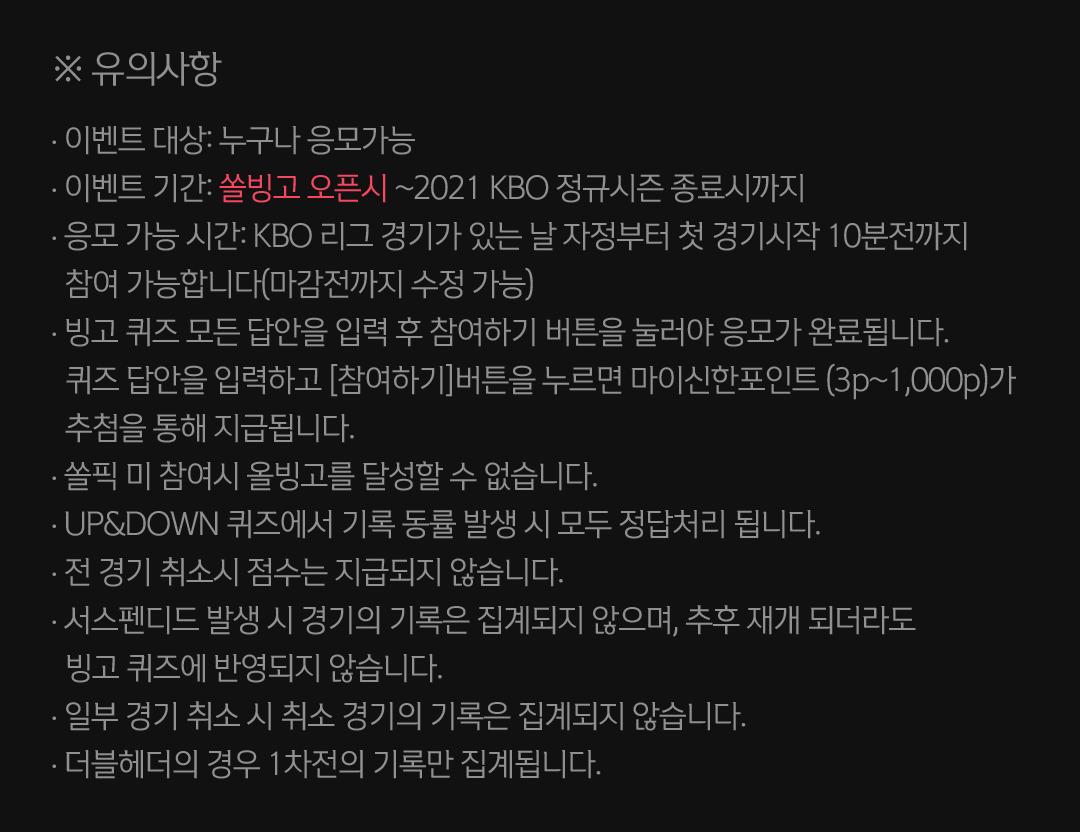 ※ 유의사항
· 이벤트 대상: 누구나 응모가능
· 이벤트 기간: 쏠빙고 오픈시 ~2021 KBO 정규시즌 종료시까지
· 응모 가능 시간: KBO 리그 경기가 있는 날 자정부터 첫 경기시작 10분전까지
참여 가능합니다(마감전까지 수정 가능)
· 빙고 퀴즈 모든 답안을 입력 후 참여하기 버튼을 눌러야 응모가 완료됩니다.
퀴즈 답안을 입력하고 [참여하기]버튼을 누르면 마이신한포인트 (3p~1,000p)가
추첨을 통해 지급됩니다.
· 쏠픽 미 참여시 올빙고를 달성할 수 없습니다.
· UP&DOWN 퀴즈에서 기록 동률 발생 시 모두 정답처리 됩니다.
· 전 경기 취소시 점수는 지급되지 않습니다.
· 서스펜디드 발생 시 경기의 기록은 집계되지 않으며, 추후 재개 되더라도
빙고 퀴즈에 반영되지 않습니다.
· 일부 경기 취소 시 취소 경기의 기록은 집계되지 않습니다.
· 더블헤더의 경우 1차전의 기록만 집계됩니다.